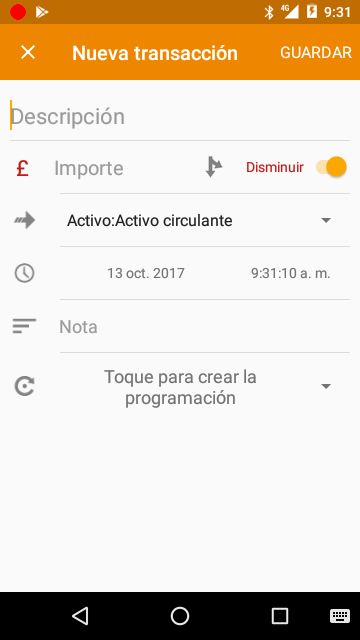 4G 9:31
Nueva transacción GUARDAR
Descripción
£ Importe Disminuir
Activo:Activo circulante
13 oct. 2017 9:31:10 a. m.
Nota
Toque para crear la
programación